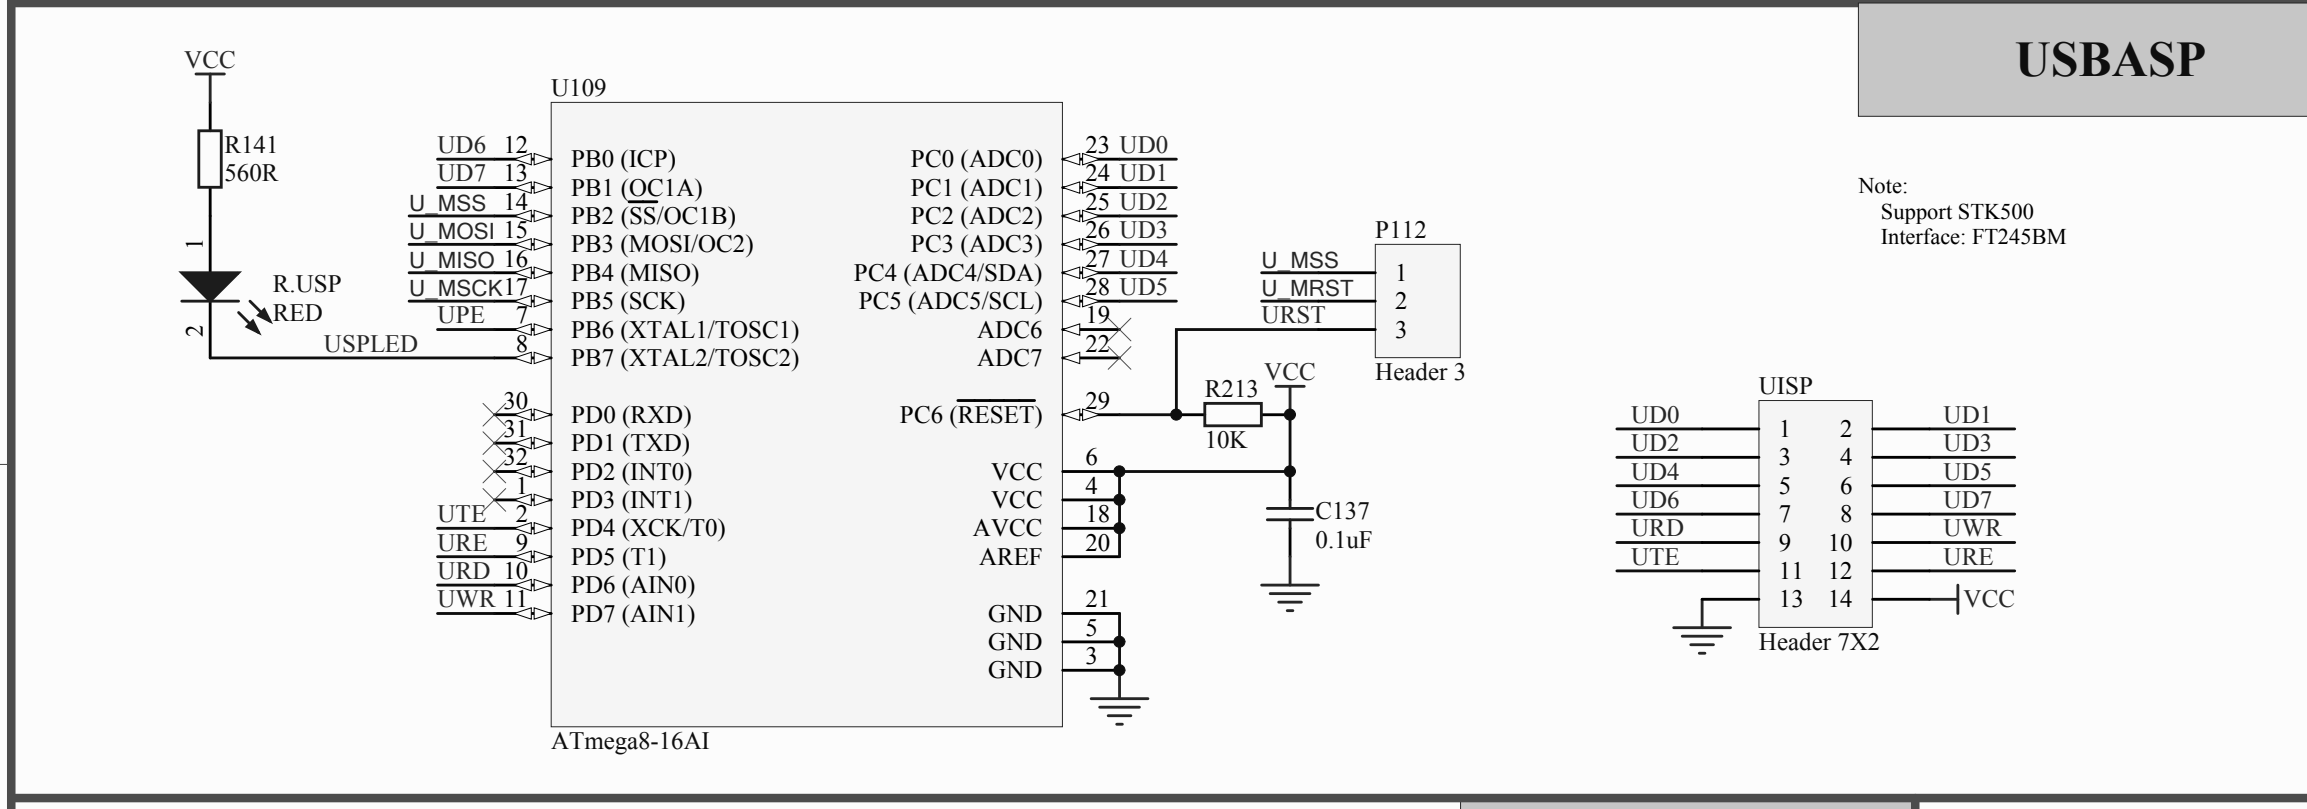 USBASP
VCC
R141
560R
1
2
R.USP
RED
USPLED
U109
UD6 12 PB0 (ICP)
UD7 13 PB1 (OC1A)
U_MSS 14 PB2 (SS/OC1B)
U_MOSI 15 PB3 (MOSI/OC2)
U_MISO 16 PB4 (MISO)
U_MSCK 17 PB5 (SCK)
UPE 7 PB6 (XTAL1/TOSC1)
8 PB7 (XTAL2/TOSC2)
30 PD0 (RXD)
31 PD1 (TXD)
32 PD2 (INT0)
1 PD3 (INT1)
UTE 2 PD4 (XCK/T0)
URE 9 PD5 (T1)
URD 10 PD6 (AIN0)
UWR 11 PD7 (AIN1)
PC0 (ADC0) 23 UD0
PC1 (ADC1) 24 UD1
PC2 (ADC2) 25 UD2
PC3 (ADC3) 26 UD3
PC4 (ADC4/SDA) 27 UD4
PC5 (ADC5/SCL) 28 UD5
ADC6 19
ADC7 22
PC6 (RESET) 29
VCC 6
VCC 4
AVCC 18
AREF 20
GND 21
GND 5
GND 3
ATmega8-16AI
P112
U_MSS 1
U_MRST 2
URST 3
Header 3
VCC
R213
10K
C137
0.1uF
Note:
Support STK500
Interface: FT245BM
UISP
UD0 1 2 UD1
UD2 3 4 UD3
UD4 5 6 UD5
UD6 7 8 UD7
URD 9 10 UWR
UTE 11 12 URE
13 14 VCC
Header 7X2